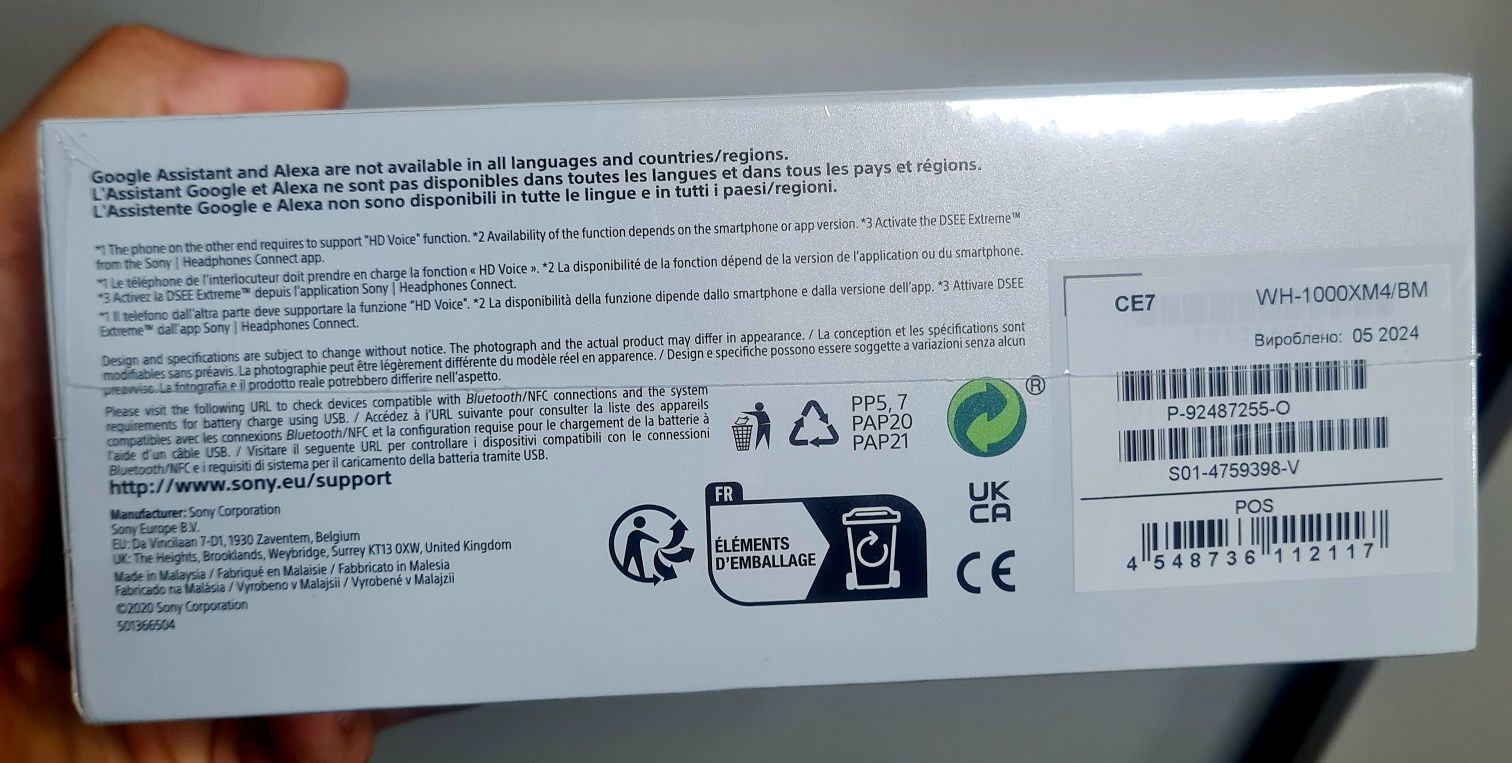 Google Assistant and Alexa are not available in all languages and countries/regions.
L'Assistant Google et Alexa ne sont pas disponibles dans toutes les langues et dans tous les pays et régions.
L'Assistente Google e Alexa non sono disponibili in tutte le lingue e in tutti i paesi/regioni.
*1 The phone on the other end requires to support "HD Voice" function. *2 Availability of the function depends on the smartphone or app version. *3 Activate the DSEE Extreme™
from the Sony | Headphones Connect app.
*1 Le téléphone de l'interlocuteur doit prendre en charge la fonction « HD Voice ». *2 La disponibilité de la fonction dépend de la version de l'application ou du smartphone.
*3 Activez la DSEE Extreme™ depuis l'application Sony | Headphones Connect.
*1 Il telefono dall'altra parte deve supportare la funzione "HD Voice". *2 La disponibilità della funzione dipende dallo smartphone e dalla versione dell'app. *3 Attivare DSEE
Extreme™ dall'app Sony | Headphones Connect.
Design and specifications are subject to change without notice. The photograph and the actual product may differ in appearance. / La conception et les spécifications sont
modifiables sans préavis. La photographie peut être légèrement différente du modèle réel en apparence. / Design e specifiche possono essere soggette a variazioni senza alcun
preavviso. La fotografia e il prodotto reale potrebbero differire nell'aspetto.
Please visit the following URL to check devices compatible with Bluetooth/NFC connections and the system
requirements for battery charge using USB. / Accédez à l'URL suivante pour consulter la liste des appareils
compatibles avec les connexions Bluetooth/NFC et la configuration requise pour le chargement de la batterie à
l'aide d'un câble USB. / Visitare il seguente URL per controllare i dispositivi compatibili con le connessioni
Bluetooth/NFC e i requisiti di sistema per il caricamento della batteria tramite USB.
http://www.sony.eu/support
Manufacturer: Sony Corporation
Sony Europe B.V.
EU: Da Vincilaan 7-D1, 1930 Zaventem, Belgium
UK: The Heights, Brooklands, Weybridge, Surrey KT13 0XW, United Kingdom
Made in Malaysia / Fabriqué en Malaisie / Fabbricato in Malesia
Fabricado na Malásia / Vyrobeno v Malajsii / Vyrobené v Malajzii
©2020 Sony Corporation
501366504
PP5, 7
PAP20
PAP21
®
FR
ÉLÉMENTS
D'EMBALLAGE
UK
CA
CE
CE7
WH-1000XM4/BM
Вироблено: 05 2024
P-92487255-O
S01-4759398-V
POS
4 548736 112117